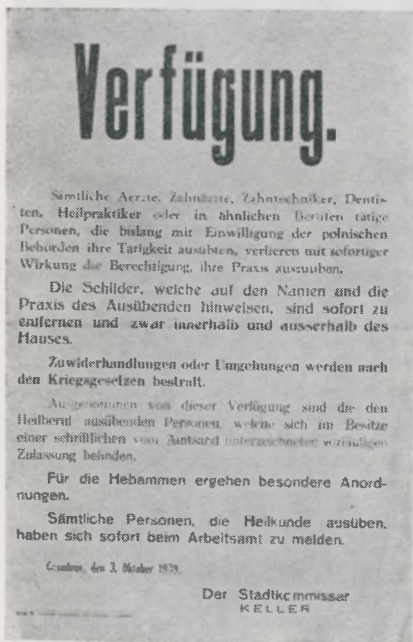 Verfügung.
Sämtliche Aerzte, Zahnärzte, Zahntechniker, Denti-
ten, Heilpraktiker oder in ähnlichen Berufen tätige
Personen, die bislang mit Einwilligung der polnischen
Behörden ihre Tätigkeit ausübten, verlieren mit sofortiger
Wirkung die Berechtigung, ihre Praxis auszuüben.
Die Schilder, welche auf den Namen und die
Praxis des Ausübenden hinweisen, sind sofort zu
entfernen und zwar innerhalb und ausserhalb des
Hauses.
Zuwiderhandlungen oder Umgehungen werden nach
den Kriegsgesetzen bestraft.
Ausgenommen von dieser Verfügung sind die den
Heilberuf ausübenden Personen, welche sich im Besitze
einer schriftlichen vom Amtsarzt unterzeichneten vorläufigen
Zulassung befinden.
Für die Hebammen ergehen besondere Anord-
nungen.
Sämtliche Personen, die Heilkunde ausüben,
haben sich sofort beim Arbeitsamt zu melden.
den 3. Oktober 1939.
Der Stadtkommissar
KELLER